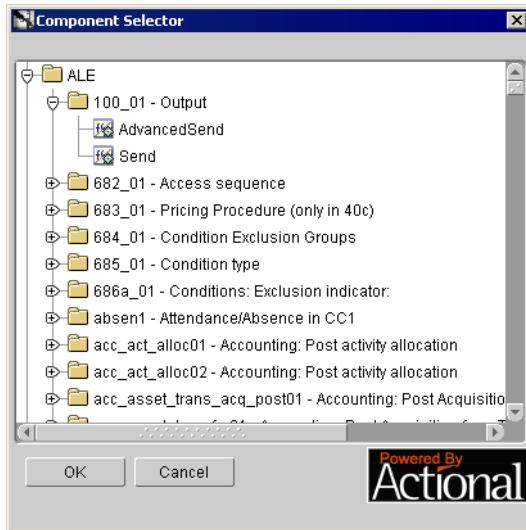 Component Selector
ALE
100_01 - Output
AdvancedSend
Send
682_01 - Access sequence
683_01 - Pricing Procedure (only in 40c)
684_01 - Condition Exclusion Groups
685_01 - Condition type
686a_01 - Conditions: Exclusion indicator:
absen1 - Attendance/Absence in CC1
acc_act_alloc01 - Accounting: Post activity allocation
acc_act_alloc02 - Accounting: Post activity allocation
acc_asset_trans_acq_post01 - Accounting: Post Acquisitio
OK
Cancel
Powered By
Actional